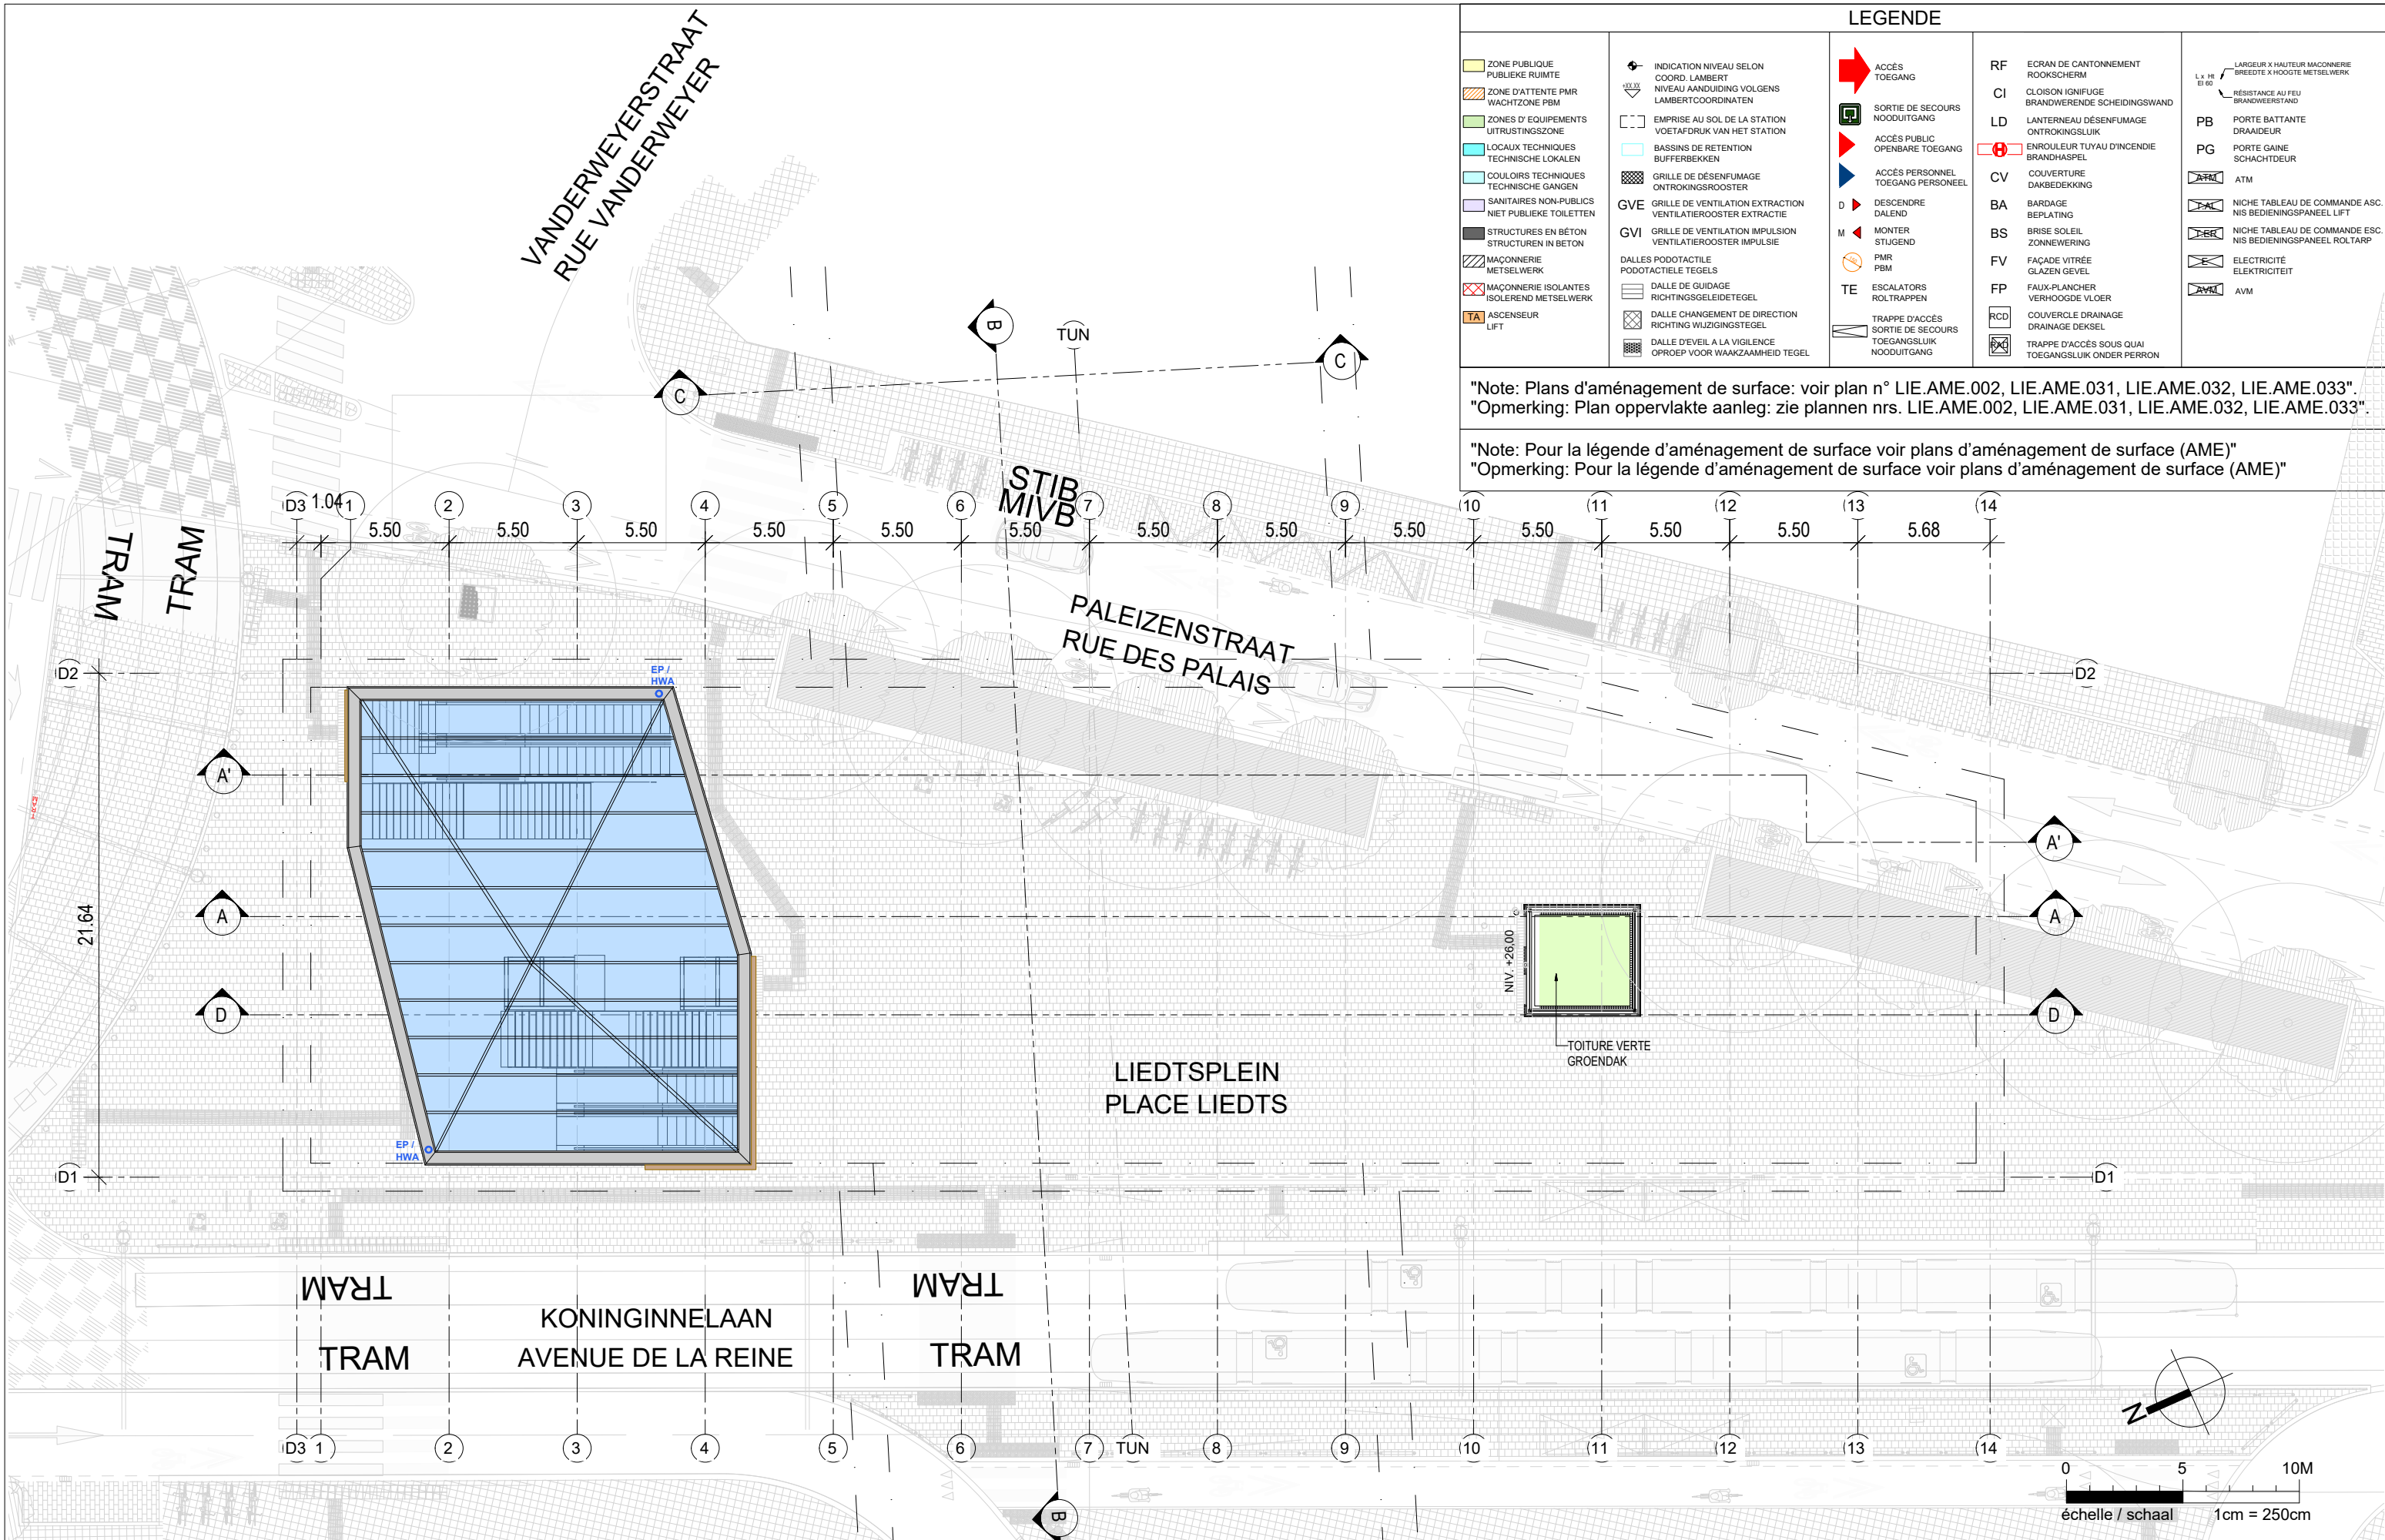 LEGENDE
ZONE PUBLIQUE
PUBLIEKE RUIMTE
ZONE D'ATTENTE PMR
WACHTZONE PBM
ZONES D' EQUIPEMENTS
UITRUSTINGSZONE
LOCAUX TECHNIQUES
TECHNISCHE LOKALEN
COULOIRS TECHNIQUES
TECHNISCHE GANGEN
SANITAIRES NON-PUBLICS
NIET PUBLIEKE TOILETTEN
STRUCTURES EN BÉTON
STRUCTUREN IN BETON
MAÇONNERIE
METSELWERK
MAÇONNERIE ISOLANTES
ISOLEREND METSELWERK
TA
ASCENSEUR
LIFT
INDICATION NIVEAU SELON
COORD. LAMBERT
+XX.XX
NIVEAU AANDUIDING VOLGENS
LAMBERTCOORDINATEN
EMPRISE AU SOL DE LA STATION
VOETAFDRUK VAN HET STATION
BASSINS DE RETENTION
BUFFERBEKKEN
GRILLE DE DÉSENFUMAGE
ONTROKINGSROOSTER
GVE GRILLE DE VENTILATION EXTRACTION
VENTILATIEROOSTER EXTRACTIE
GVI GRILLE DE VENTILATION IMPULSION
VENTILATIEROOSTER IMPULSIE
DALLES PODOTACTILE
PODOTACTIELE TEGELS
DALLE DE GUIDAGE
RICHTINGSGELEIDETEGEL
DALLE CHANGEMENT DE DIRECTION
RICHTING WIJZIGINGSTEGEL
DALLE D'EVEIL A LA VIGILENCE
OPROEP VOOR WAAKZAAMHEID TEGEL
ACCÈS
TOEGANG
SORTIE DE SECOURS
NOODUITGANG
ACCÈS PUBLIC
OPENBARE TOEGANG
ACCÈS PERSONNEL
TOEGANG PERSONEEL
D DESCENDRE
DALEND
M MONTER
STIJGEND
PMR
PBM
TE ESCALATORS
ROLTRAPPEN
TRAPPE D'ACCÈS
SORTIE DE SECOURS
TOEGANGSLUIK
NOODUITGANG
RF ECRAN DE CANTONNEMENT
ROOKSCHERM
CI CLOISON IGNIFUGE
BRANDWERENDE SCHEIDINGSWAND
LD LANTERNEAU DÉSENFUMAGE
ONTROKINGSLUIK
H ENROULEUR TUYAU D'INCENDIE
BRANDHASPEL
CV COUVERTURE
DAKBEDEKKING
BA BARDAGE
BEPLATING
BS BRISE SOLEIL
ZONNEWERING
FV FAÇADE VITRÉE
GLAZEN GEVEL
FP FAUX-PLANCHER
VERHOOGDE VLOER
RCD COUVERCLE DRAINAGE
DRAINAGE DEKSEL
TRAPPE D'ACCÈS SOUS QUAI
TOEGANGSLUIK ONDER PERRON
LARGEUR X HAUTEUR MACONNERIE
BREEDTE X HOOGTE METSELWERK
L x Ht
EI 60
RÉSISTANCE AU FEU
BRANDWEERSTAND
PB PORTE BATTANTE
DRAAIDEUR
PG PORTE GAINE
SCHACHTDEUR
ATM ATM
T.AL NICHE TABLEAU DE COMMANDE ASC.
NIS BEDIENINGSPANEEL LIFT
T.ER NICHE TABLEAU DE COMMANDE ESC.
NIS BEDIENINGSPANEEL ROLTARP
E ELECTRICITÉ
ELEKTRICITEIT
AVM AVM
"Note: Plans d'aménagement de surface: voir plan n° LIE.AME.002, LIE.AME.031, LIE.AME.032, LIE.AME.033".
"Opmerking: Plan oppervlakte aanleg: zie plannen nrs. LIE.AME.002, LIE.AME.031, LIE.AME.032, LIE.AME.033".
"Note: Pour la légende d'aménagement de surface voir plans d'aménagement de surface (AME)"
"Opmerking: Pour la légende d'aménagement de surface voir plans d'aménagement de surface (AME)"
VANDERWEYERSTRAAT
RUE VANDERWEYER
B
TUN
C
C
STIB
MIVB
D3 1.04 1 2 3 4 5 6 7 8 9 10 11 12 13 14
5.50 5.50 5.50 5.50 5.50 5.50 5.50 5.50 5.50 5.50 5.50 5.50 5.68
TRAM
TRAM
PALEIZENSTRAAT
RUE DES PALAIS
D2
D2
EP /
HWA
A'
A'
A
A
21.64
NIV. +26,00
D
D
TOITURE VERTE
GROENDAK
LIEDTSPLEIN
PLACE LIEDTS
EP /
HWA
D1
D1
TRAM
TRAM
KONINGINNELAAN
AVENUE DE LA REINE
TRAM
TRAM
N
D3 1 2 3 4 5 6 7 TUN 8 9 10 11 12 13 14
B
0 5 10M
échelle / schaal 1cm = 250cm